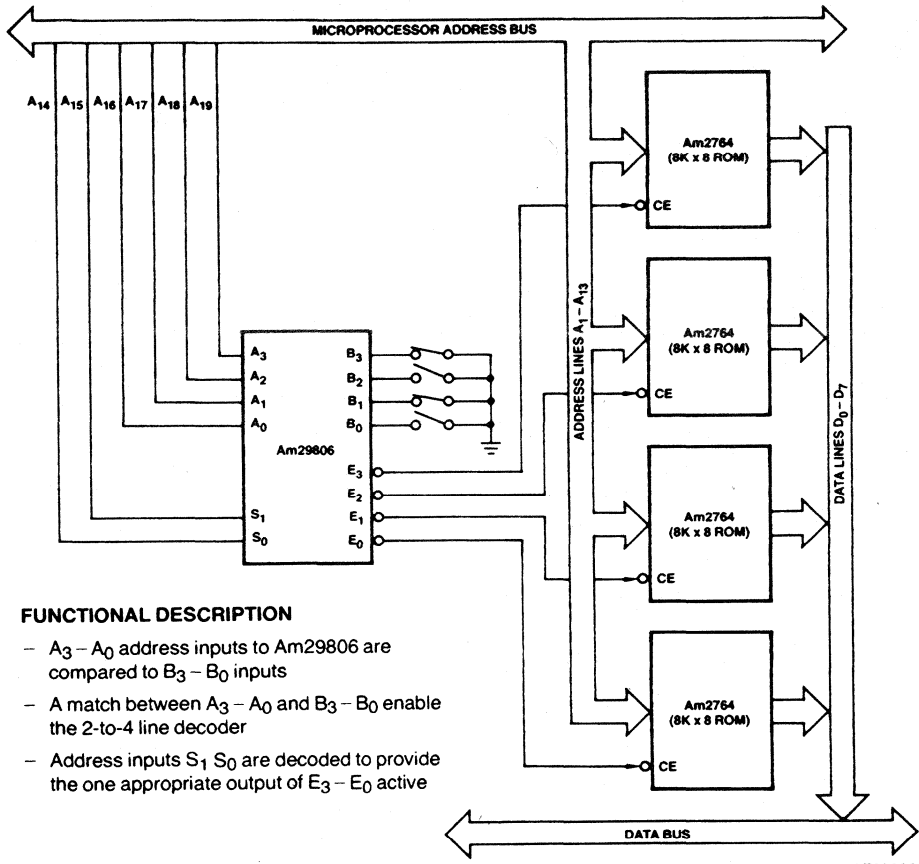 MICROPROCESSOR ADDRESS BUS
A14 A15 A16 A17 A18 A19
Am2764
(8K x 8 ROM)
CE
Am2764
(8K x 8 ROM)
CE
Am2764
(8K x 8 ROM)
CE
Am2764
(8K x 8 ROM)
CE
ADDRESS LINES A1 – A13
DATA LINES D0 – D7
A3
A2
A1
A0
S1
S0
Am29806
B3
B2
B1
B0
E3
E2
E1
E0
FUNCTIONAL DESCRIPTION
– A3 – A0 address inputs to Am29806 are
compared to B3 – B0 inputs
– A match between A3 – A0 and B3 – B0 enable
the 2-to-4 line decoder
– Address inputs S1 S0 are decoded to provide
the one appropriate output of E3 – E0 active
DATA BUS